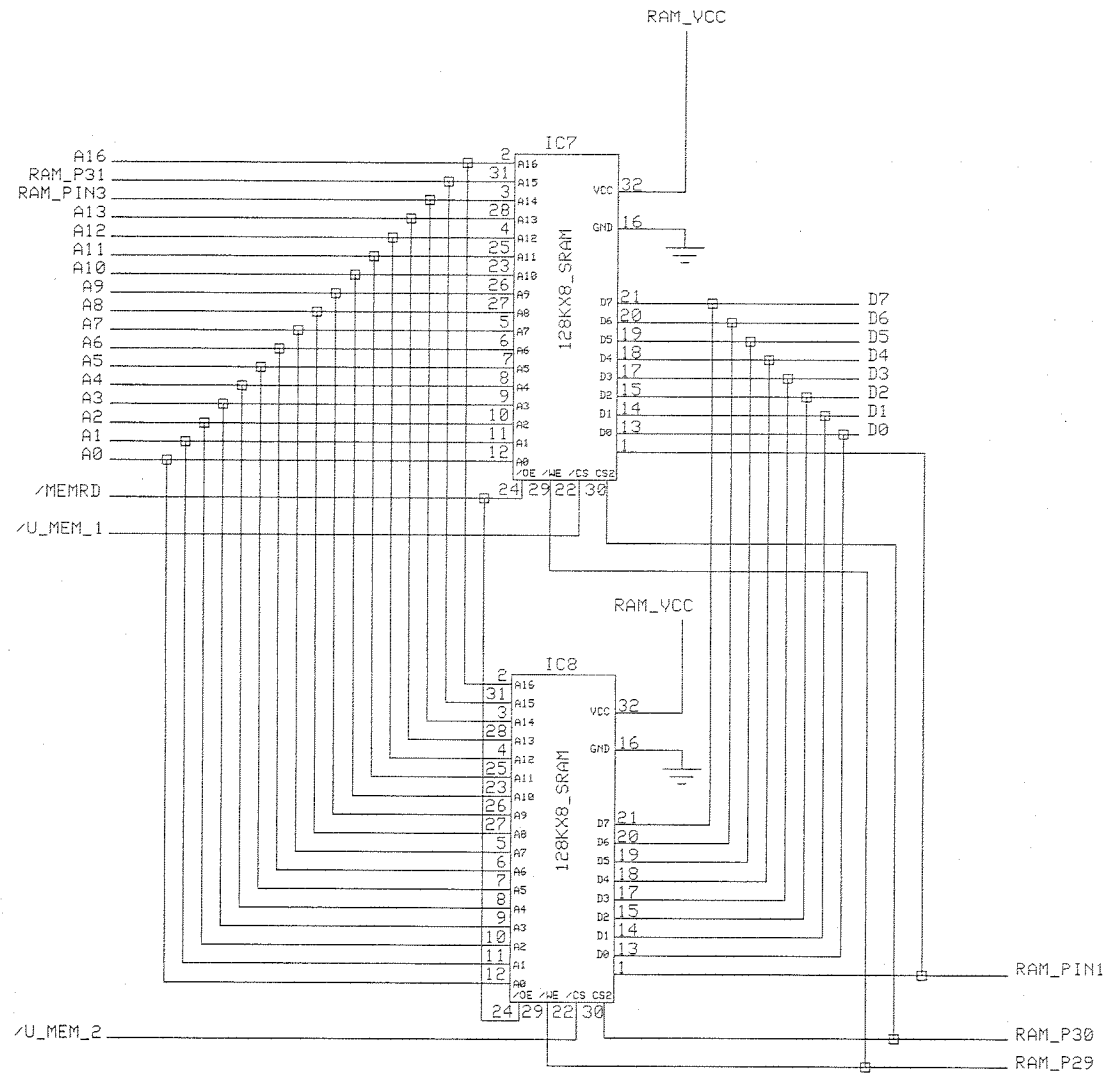 RAM_VCC
IC7
A16 2 A16
RAM_P31 31 A15
RAM_PIN3 3 A14
A13 28 A13
A12 4 A12
A11 25 A11
A10 23 A10
A9 26 A9
A8 27 A8
A7 5 A7
A6 6 A6
A5 7 A5
A4 8 A4
A3 9 A3
A2 10 A2
A1 11 A1
A0 12 A0
128KX8_SRAM
VCC 32
GND 16
D7 21 D7
D6 20 D6
D5 19 D5
D4 18 D4
D3 17 D3
D2 15 D2
D1 14 D1
D0 13 D0
1
/OE /WE /CS CS2
/MEMRD 24 29 22 30
/U_MEM_1
RAM_VCC
IC8
2 A16
31 A15
3 A14
28 A13
4 A12
25 A11
23 A10
26 A9
27 A8
5 A7
6 A6
7 A5
8 A4
9 A3
10 A2
11 A1
12 A0
128KX8_SRAM
VCC 32
GND 16
D7 21
D6 20
D5 19
D4 18
D3 17
D2 15
D1 14
D0 13
1 RAM_PIN1
/OE /WE /CS CS2
24 29 22 30
/U_MEM_2
RAM_P30
RAM_P29